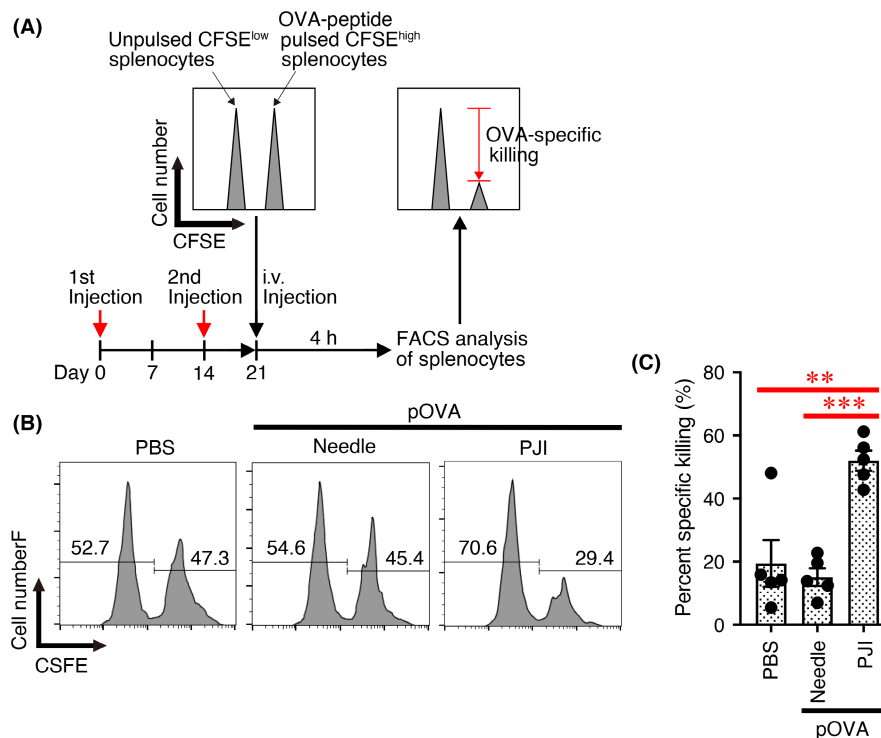 (A)
Unpulsed CFSElow
splenocytes
OVA-peptide
pulsed CFSEhigh
splenocytes
Cell number
CFSE
OVA-specific
killing
1st
Injection
2nd
Injection
i.v.
Injection
4 h
FACS analysis
of splenocytes
Day 0 7 14 21
(B)
pOVA
PBS
Needle
PJI
52.7
47.3
54.6
45.4
70.6
29.4
Cell numberF
CSFE
(C)
Percent specific killing (%)
80
60
40
20
0
**
***
PBS
Needle
PJI
pOVA